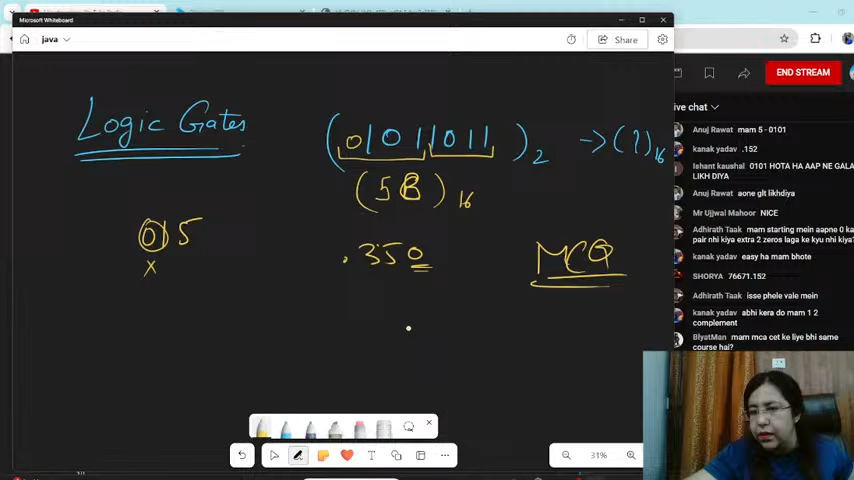 Microsoft Whiteboard
java
Share
END STREAM
Logic Gates
(01011011)2 -> (?)16
(5B)16
015
x
.350
MCQ
31%
ive chat
Anuj Rawat mam 5 - 0101
kanak yadav .152
Ishant kaushal 0101 HOTA HA AAP NE GALA
LIKH DIYA
Anuj Rawat aone glt likhdiya
Mr Ujjwal Mahoor NICE
Adhirath Taak mam starting mein aapne 0 ka
pair nhi kiya extra 2 zeros laga ke kyu nhi kiya?
kanak yadav easy ha mam bhote
SHORYA 76671.152
Adhirath Taak isse phele vale mein
kanak yadav abhi kera do mam 1 2
complement
BlyatMan mam mca cet ke liye bhi same
course hai?